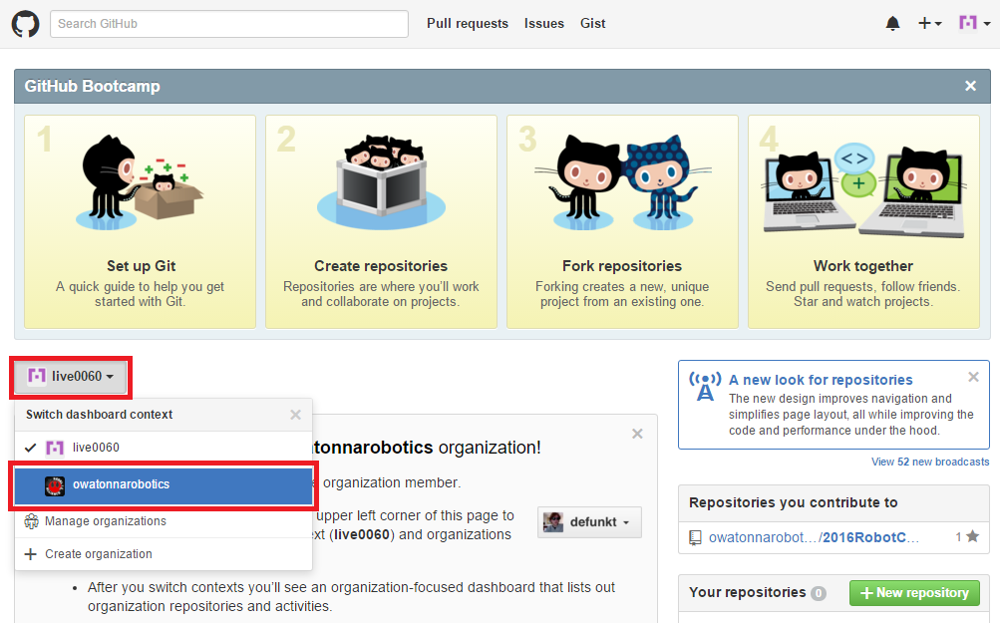 Search GitHub
Pull requests
Issues
Gist
GitHub Bootcamp
1
Set up Git
A quick guide to help you get
started with Git.
2
Create repositories
Repositories are where you'll work
and collaborate on projects.
3
Fork repositories
Forking creates a new, unique
project from an existing one.
4
Work together
Send pull requests, follow friends.
Star and watch projects.
live0060
Switch dashboard context
live0060
owatonnarobotics
Manage organizations
Create organization
tonnarobotics organization!
organization member.
upper left corner of this page to
xt (live0060) and organizations
defunkt
• After you switch contexts you'll see an organization-focused dashboard that lists out
organization repositories and activities.
A new look for repositories
The new design improves navigation and
simplifies page layout, all while improving the
code and performance under the hood.
View 52 new broadcasts
Repositories you contribute to
owatonnarobot…/2016RobotC…
1
Your repositories 0
New repository